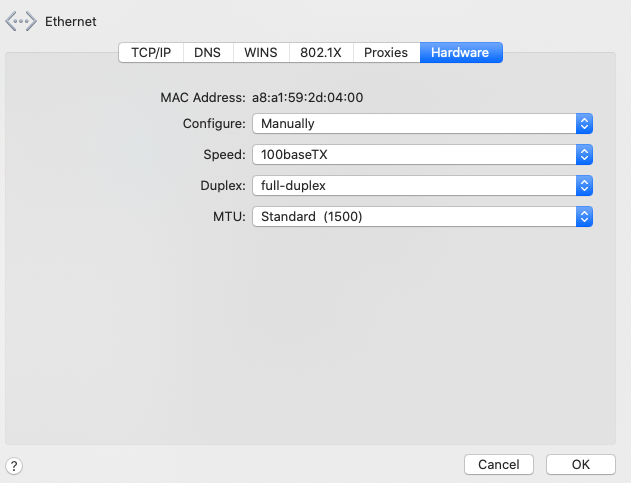 Ethernet
TCP/IP DNS WINS 802.1X Proxies Hardware
MAC Address: a8:a1:59:2d:04:00
Configure: Manually
Speed: 100baseTX
Duplex: full-duplex
MTU: Standard (1500)
? Cancel OK